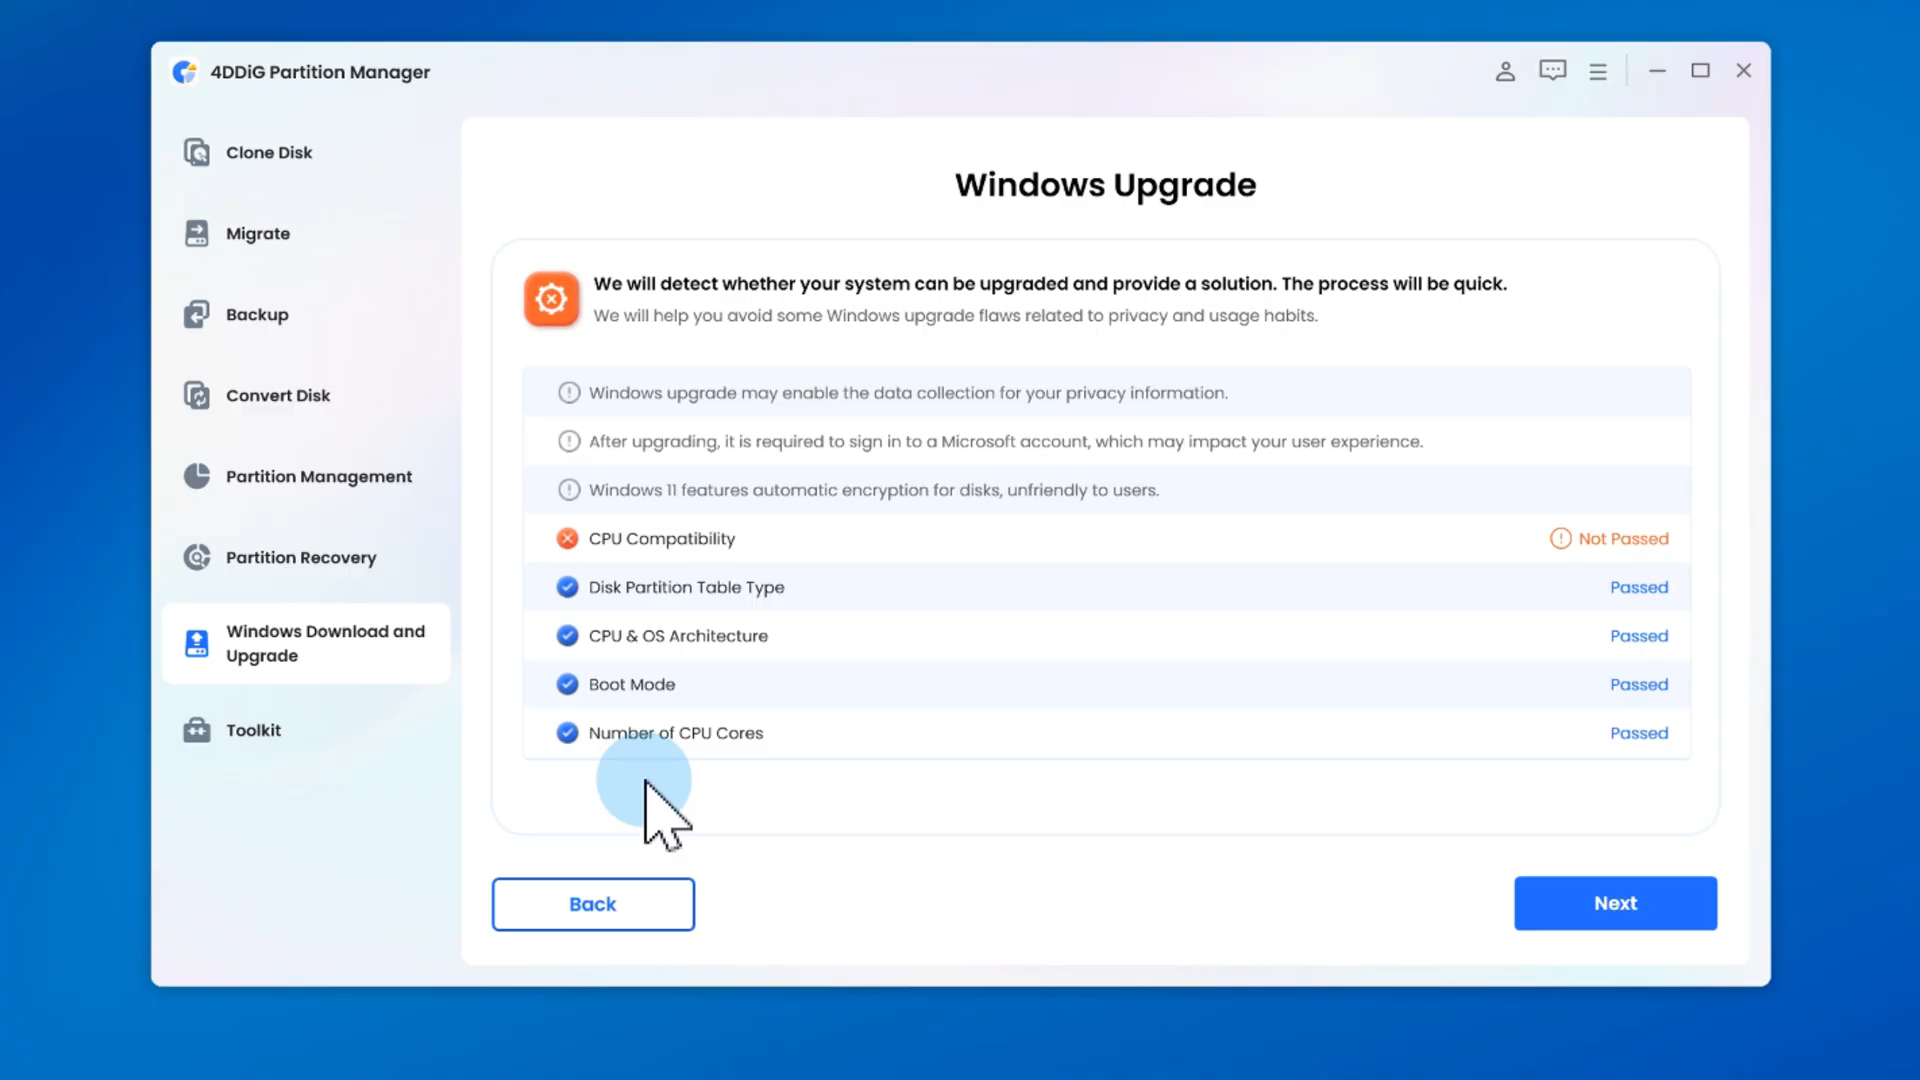 4DDiG Partition Manager
Clone Disk
Migrate
Backup
Convert Disk
Partition Management
Partition Recovery
Windows Download and
Upgrade
Toolkit
Windows Upgrade
We will detect whether your system can be upgraded and provide a solution. The process will be quick.
We will help you avoid some Windows upgrade flaws related to privacy and usage habits.
Windows upgrade may enable the data collection for your privacy information.
After upgrading, it is required to sign in to a Microsoft account, which may impact your user experience.
Windows 11 features automatic encryption for disks, unfriendly to users.
CPU Compatibility Not Passed
Disk Partition Table Type Passed
CPU & OS Architecture Passed
Boot Mode Passed
Number of CPU Cores Passed
Back Next